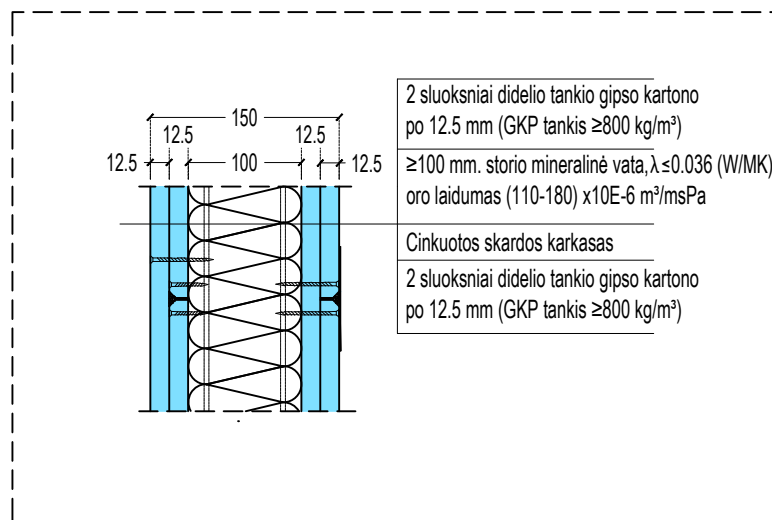 150
12.5
12.5
12.5
100
12.5
2 sluoksniai didelio tankio gipso kartono
po 12.5 mm (GKP tankis ≥800 kg/m³)
≥100 mm. storio mineralinė vata,λ≤0.036 (W/MK)
oro laidumas (110-180) x10E-6 m³/msPa
Cinkuotos skardos karkasas
2 sluoksniai didelio tankio gipso kartono
po 12.5 mm (GKP tankis ≥800 kg/m³)